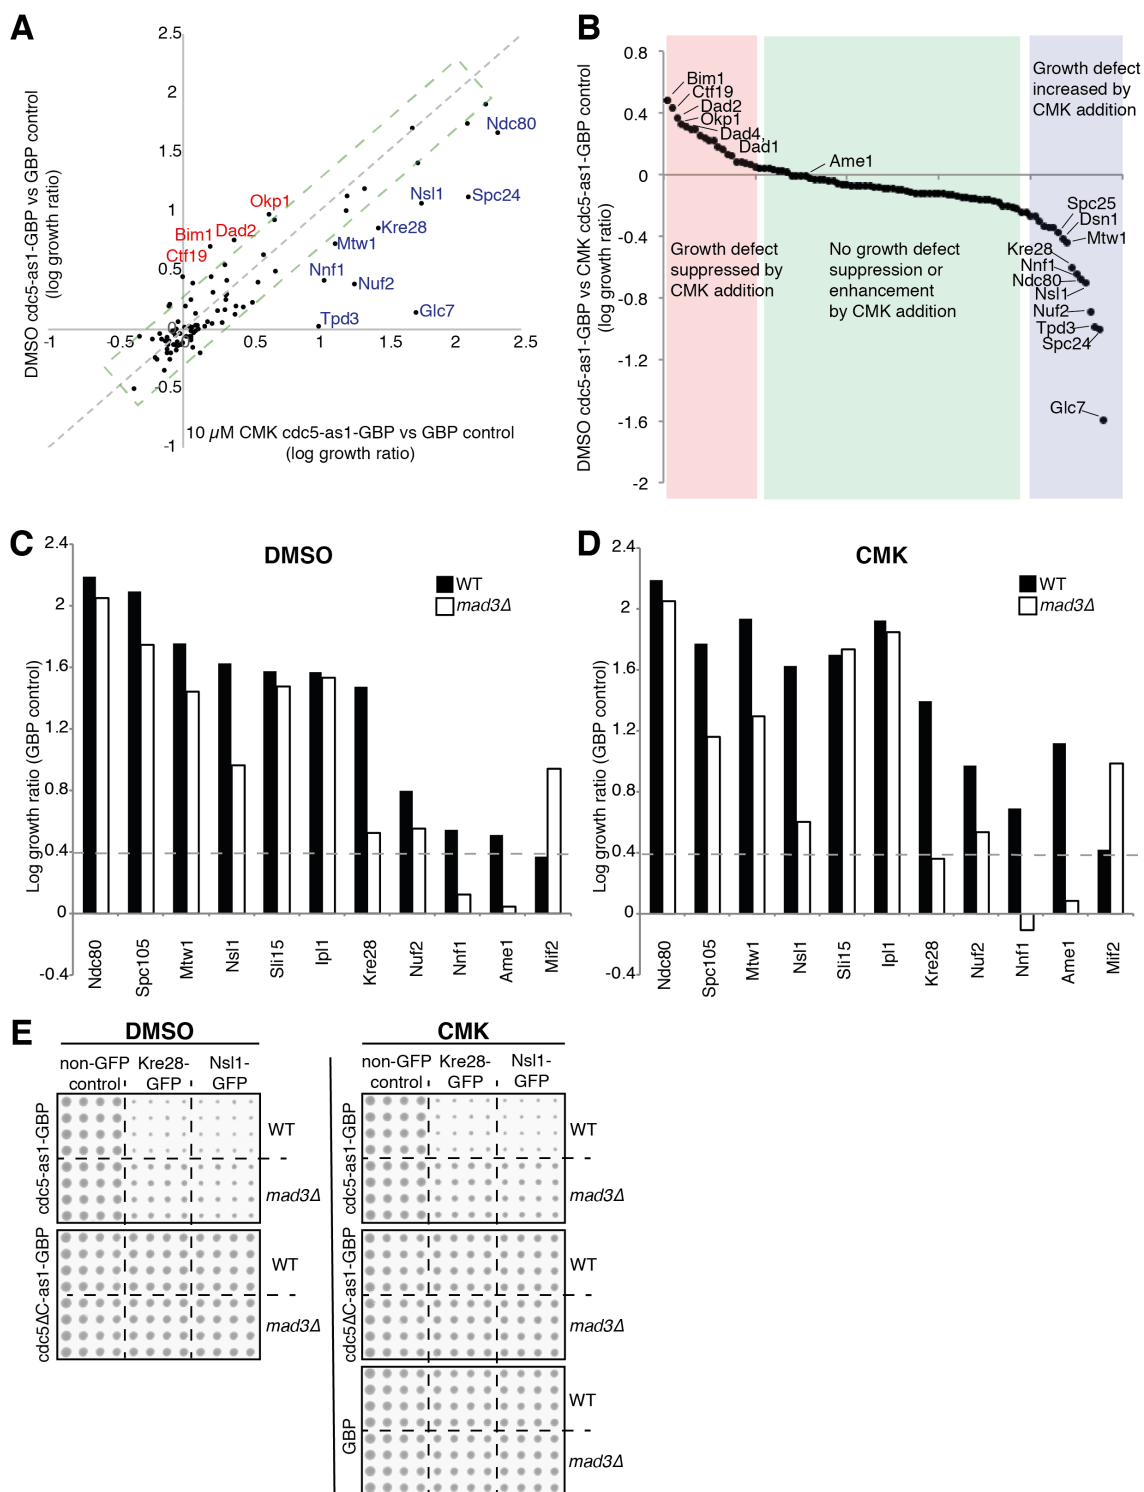 A
2.5
2
1.5
1
0.5
0
-0.5
-1
DMSO cdc5-as1-GBP vs GBP control
(log growth ratio)
-1
-0.5
0
0.5
1
1.5
2
2.5
10 µM CMK cdc5-as1-GBP vs GBP control
(log growth ratio)
Ndc80
Nsl1
Spc24
Okp1
Bim1
Dad2
Kre28
Ctf19
Mtw1
Nnf1
Nuf2
Tpd3
Glc7
B
0.8
0.4
0
-0.4
-0.8
-1.2
-1.6
-2
DMSO cdc5-as1-GBP vs CMK cdc5-as1-GBP control
(log growth ratio)
Bim1
Ctf19
Dad2
Okp1
Dad4,
Dad1
Ame1
Growth defect
increased by
CMK addition
Growth defect
suppressed by
CMK addition
No growth defect
suppression or
enhancement
by CMK addition
Spc25
Dsn1
Mtw1
Kre28
Nnf1
Ndc80
Nsl1
Nuf2
Tpd3
Spc24
Glc7
C
DMSO
WT
mad3Δ
2.4
2
1.6
1.2
0.8
0.4
0
-0.4
Log growth ratio (GBP control)
Ndc80
Spc105
Mtw1
Nsl1
Sli15
Ipl1
Kre28
Nuf2
Nnf1
Ame1
Mif2
D
CMK
WT
mad3Δ
2.4
2
1.6
1.2
0.8
0.4
0
-0.4
Log growth ratio (GBP control)
Ndc80
Spc105
Mtw1
Nsl1
Sli15
Ipl1
Kre28
Nuf2
Nnf1
Ame1
Mif2
E
DMSO
non-GFP Kre28- Nsl1-
control GFP GFP
cdc5-as1-GBP
WT
mad3Δ
cdc5ΔC-as1-GBP
WT
mad3Δ
CMK
non-GFP Kre28- Nsl1-
control GFP GFP
cdc5-as1-GBP
WT
mad3Δ
cdc5ΔC-as1-GBP
WT
mad3Δ
GBP
WT
mad3Δ